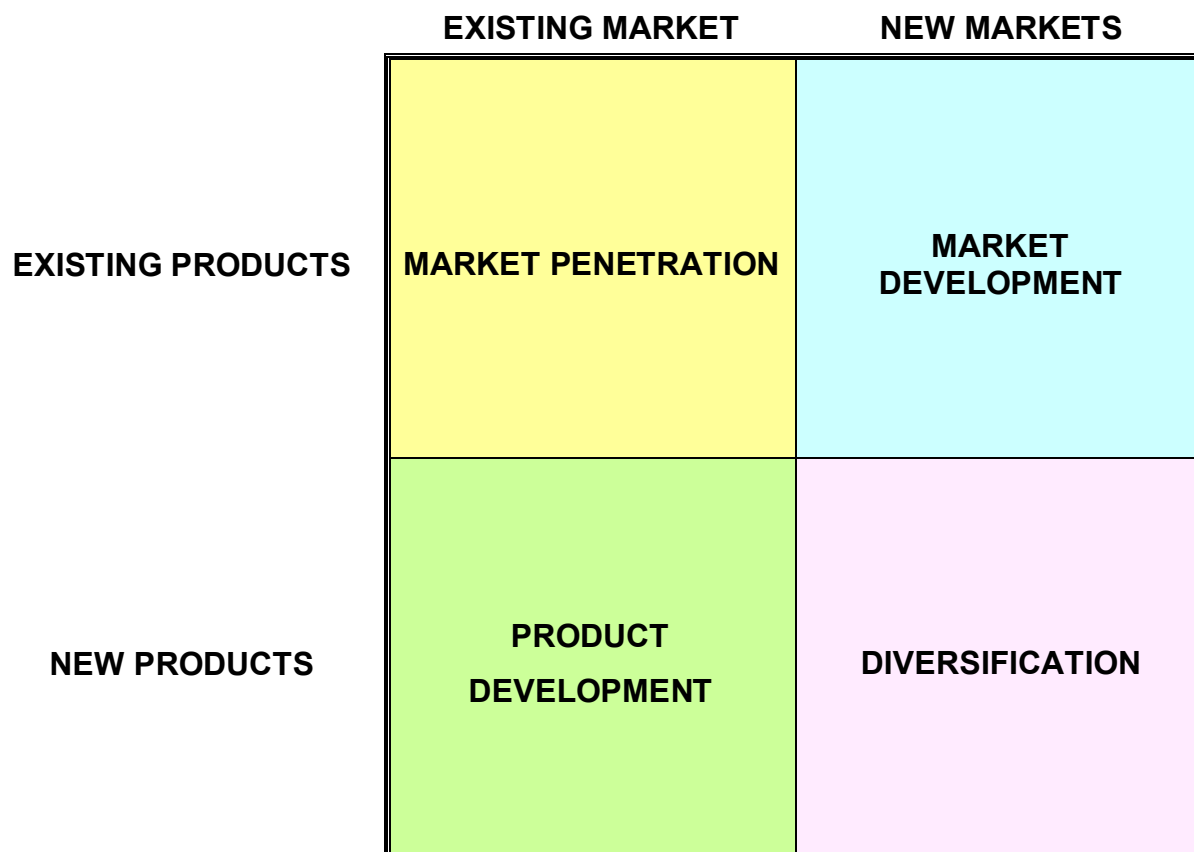 EXISTING MARKET NEW MARKETS
EXISTING PRODUCTS MARKET PENETRATION MARKET
DEVELOPMENT
NEW PRODUCTS PRODUCT
DEVELOPMENT DIVERSIFICATION